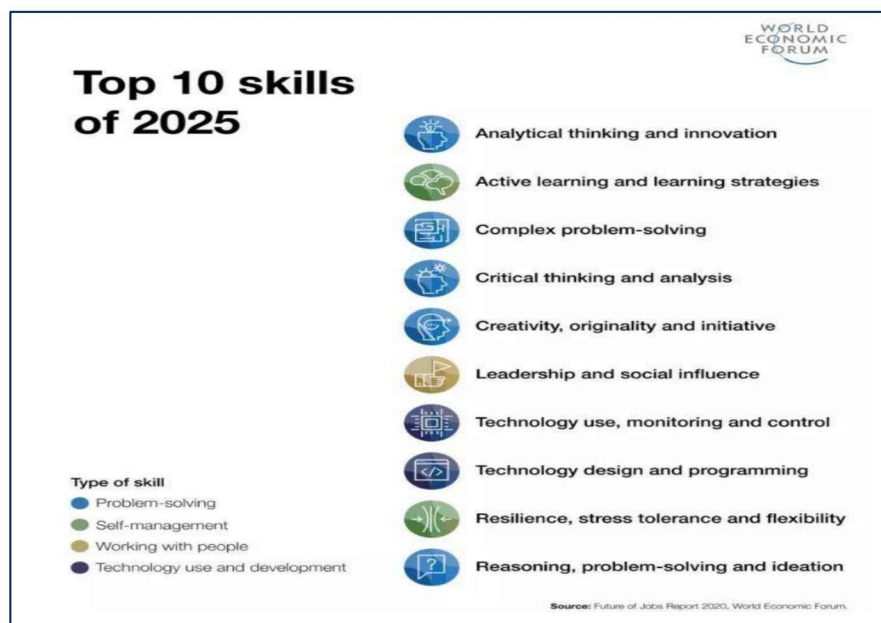 WORLD
ECONOMIC
FORUM
Top 10 skills
of 2025
Analytical thinking and innovation
Active learning and learning strategies
Complex problem-solving
Critical thinking and analysis
Creativity, originality and initiative
Leadership and social influence
Technology use, monitoring and control
Technology design and programming
Resilience, stress tolerance and flexibility
Reasoning, problem-solving and ideation
Type of skill
Problem-solving
Self-management
Working with people
Technology use and development
Source: Future of Jobs Report 2020, World Economic Forum.